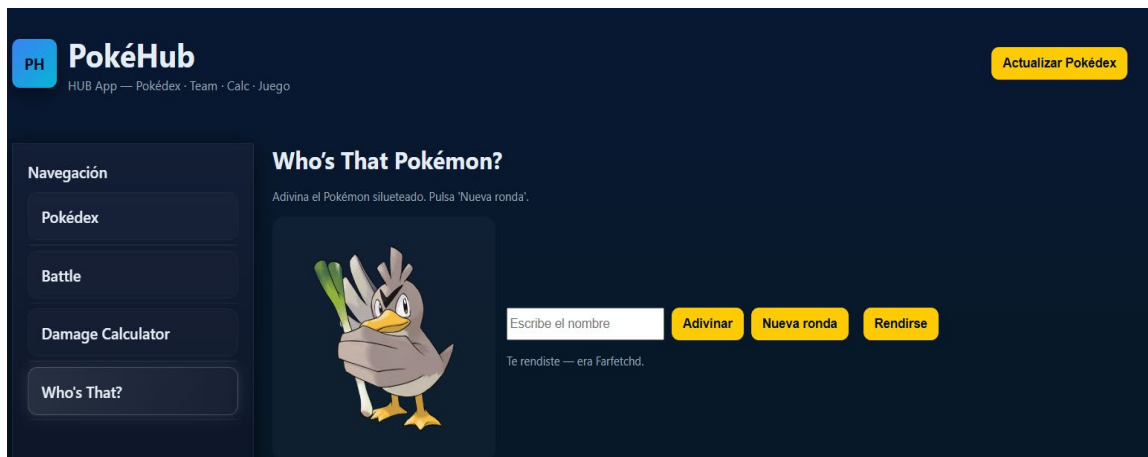 PH
PokéHub
HUB App — Pokédex · Team · Calc · Juego
Actualizar Pokédex
Navegación
Pokédex
Battle
Damage Calculator
Who's That?
Who's That Pokémon?
Adivina el Pokémon silueteado. Pulsa 'Nueva ronda'.
Escribe el nombre
Adivinar
Nueva ronda
Rendirse
Te rendiste — era Farfetchd.